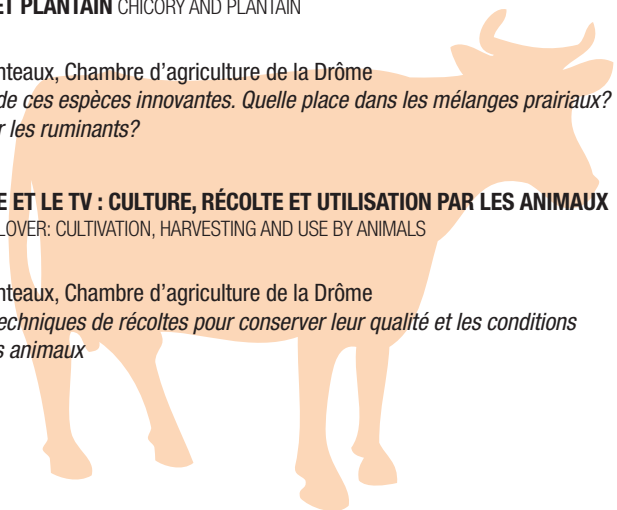 ET PLANTAIN CHICORY AND PLANTAIN
nteaux, Chambre d'agriculture de la Drôme
de ces espèces innovantes. Quelle place dans les mélanges prairiaux?
r les ruminants?
E ET LE TV : CULTURE, RÉCOLTE ET UTILISATION PAR LES ANIMAUX
LOVER: CULTIVATION, HARVESTING AND USE BY ANIMALS
nteaux, Chambre d'agriculture de la Drôme
echniques de récoltes pour conserver leur qualité et les conditions
s animaux